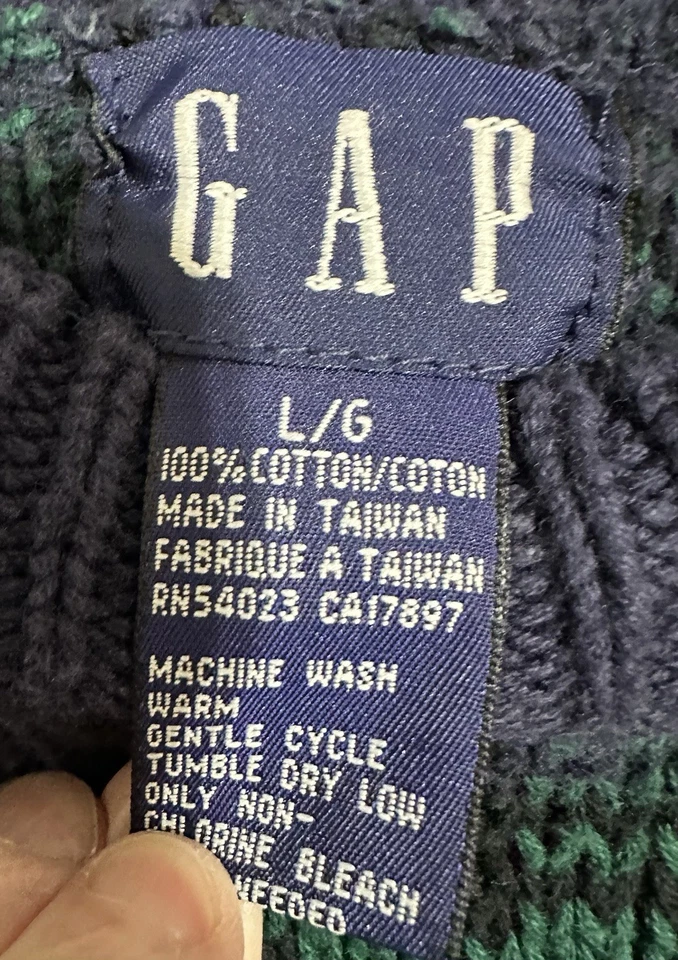 GAP
L/G
100% COTTON/COTON
MADE IN TAIWAN
FABRIQUE A TAIWAN
RN54023 CA17897
MACHINE WASH
WARM
GENTLE CYCLE
TUMBLE DRY LOW
ONLY NON-
CHLORINE BLEACH
NEEDED